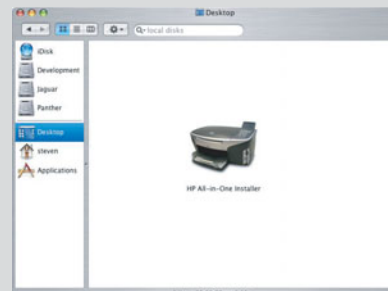 Desktop
local disks
iDisk
Development
Jaguar
Panther
Desktop
steven
Applications
HP All-in-One Installer